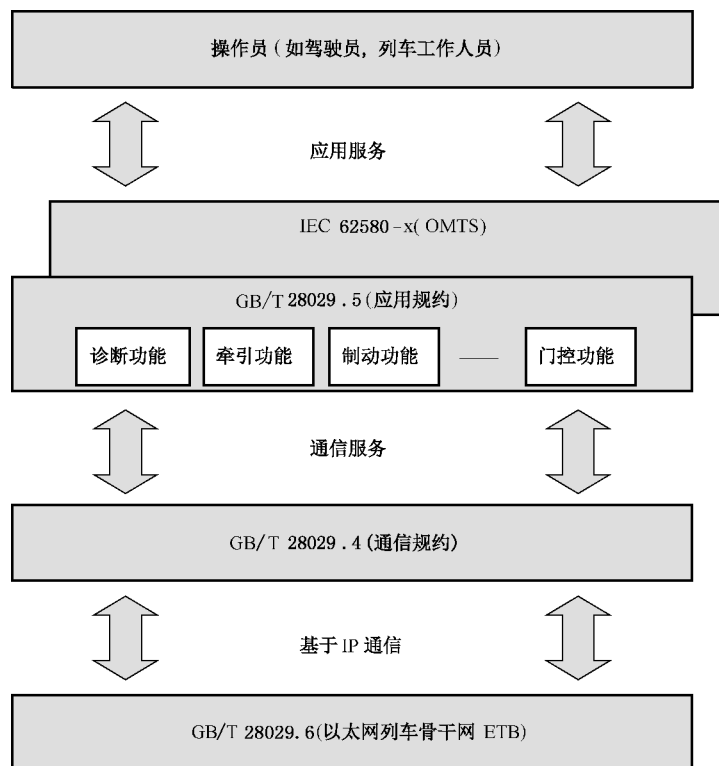 操作员(如驾驶员,列车工作人员)
应用服务
IEC 62580-x(OMTS)
GB/T 28029.5(应用规约)
诊断功能 牵引功能 制动功能 —— 门控功能
通信服务
GB/T 28029.4(通信规约)
基于IP通信
GB/T 28029.6(以太网列车骨干网 ETB)